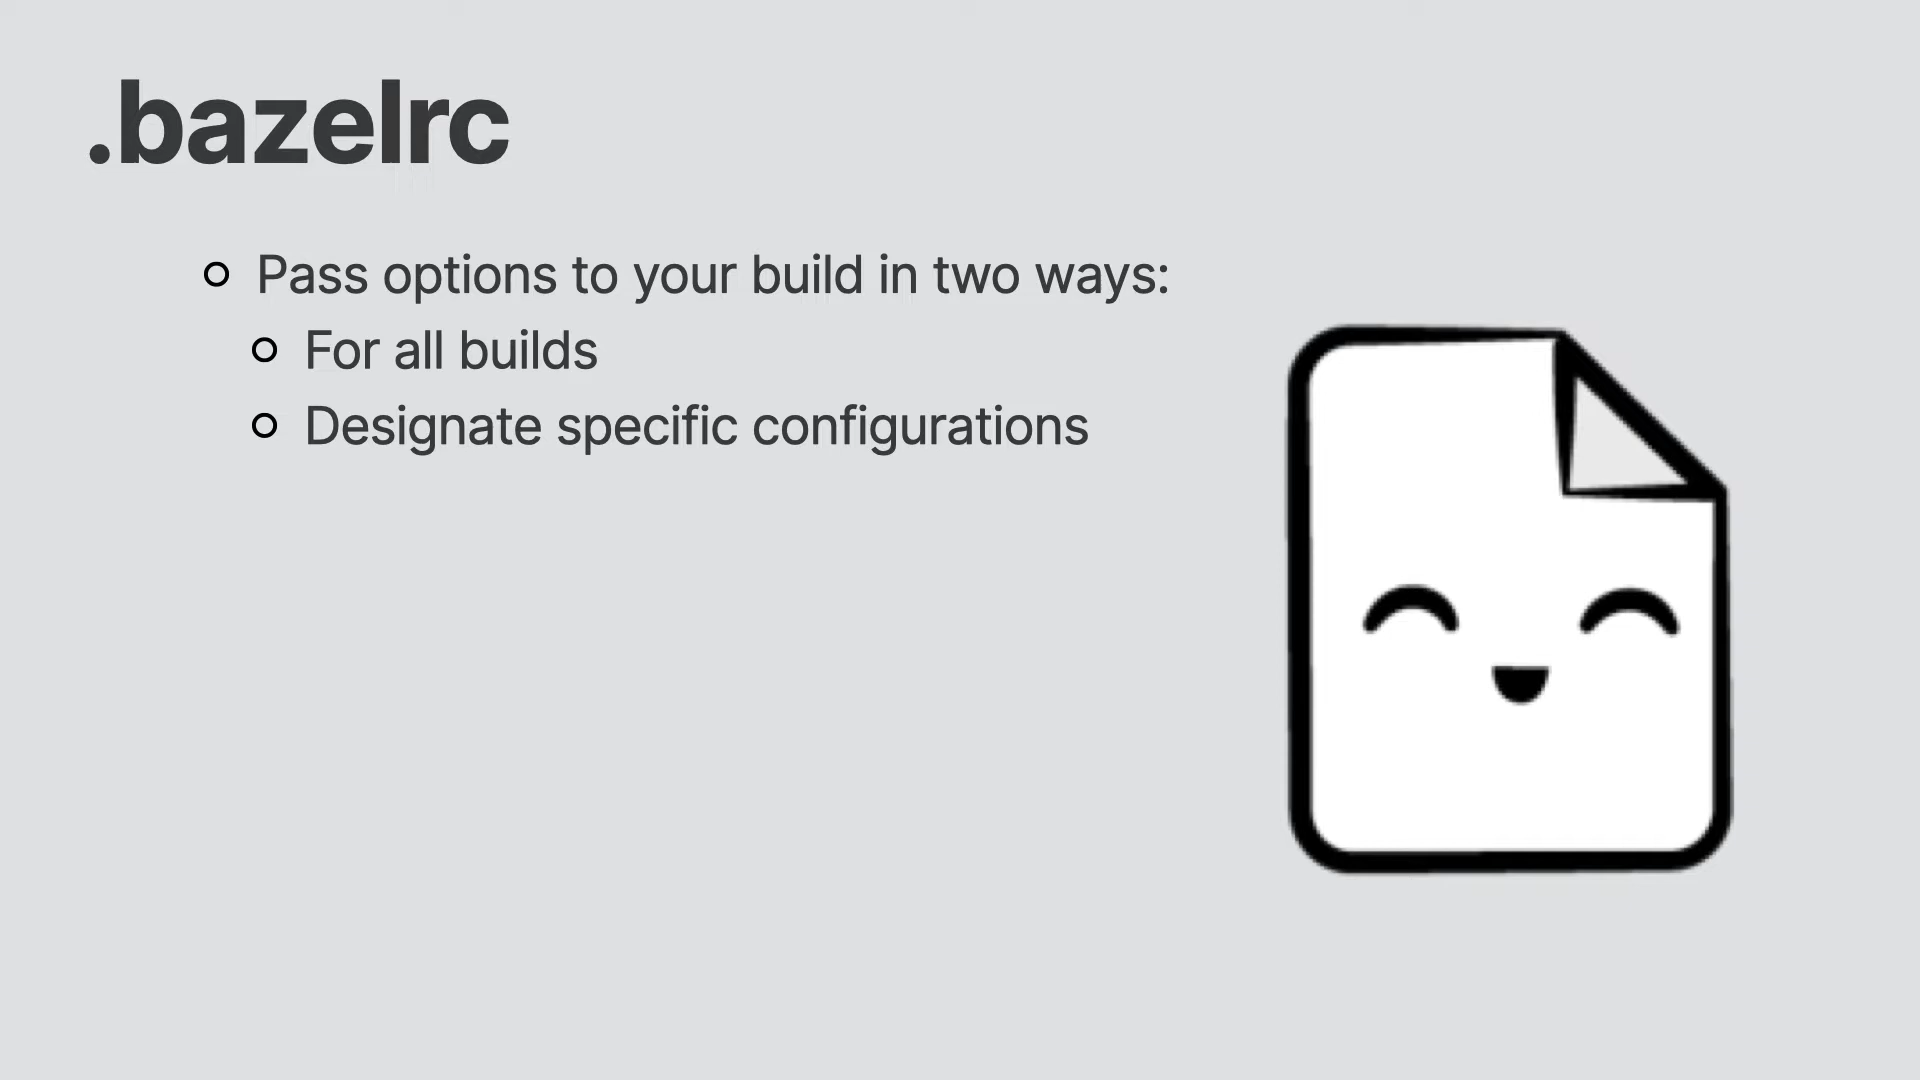 .bazelrc
Pass options to your build in two ways:
For all builds
Designate specific configurations